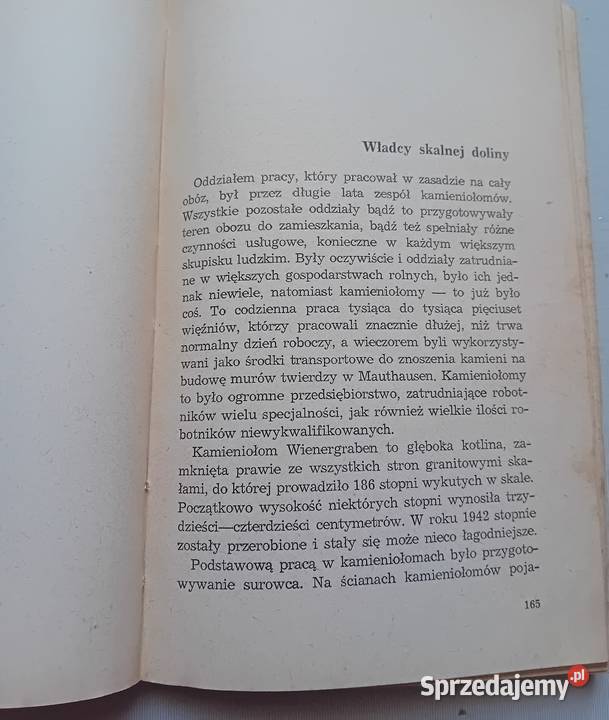 Władcy skalnej doliny
Oddziałem pracy, który pracował w zasadzie na cały
obóz, był przez długie lata zespół kamieniołomów.
Wszystkie pozostałe oddziały bądź to przygotowywały
teren obozu do zamieszkania, bądź też spełniały różne
czynności usługowe, konieczne w każdym większym
skupisku ludzkim. Były oczywiście i oddziały zatrudnia-
ne w większych gospodarstwach rolnych, było ich jed-
nak niewiele, natomiast kamieniołomy — to już było
coś. To codzienna praca tysiąca do tysiąca pięciuset
więźniów, którzy pracowali znacznie dłużej, niż trwa
normalny dzień roboczy, a wieczorem byli wykorzysty-
wani jako środki transportowe do znoszenia kamieni na
budowę murów twierdzy w Mauthausen. Kamieniołomy
to było ogromne przedsiębiorstwo, zatrudniające robot-
ników wielu specjalności, jak również wielkie ilości ro-
botników niewykwalifikowanych.
Kamieniołom Wienergraben to głęboka kotlina, za-
mknięta prawie ze wszystkich stron granitowymi ska-
łami, do której prowadziło 186 stopni wykutych w skale.
Początkowo wysokość niektórych stopni wynosiła trzy-
dzieści—czterdzieści centymetrów. W roku 1942 stopnie
zostały przerobione i stały się może nieco łagodniejsze.
Podstawową pracą w kamieniołomach było przygoto-
wywanie surowca. Na ścianach kamieniołomów poja-
165
Sprzedajemy.pl